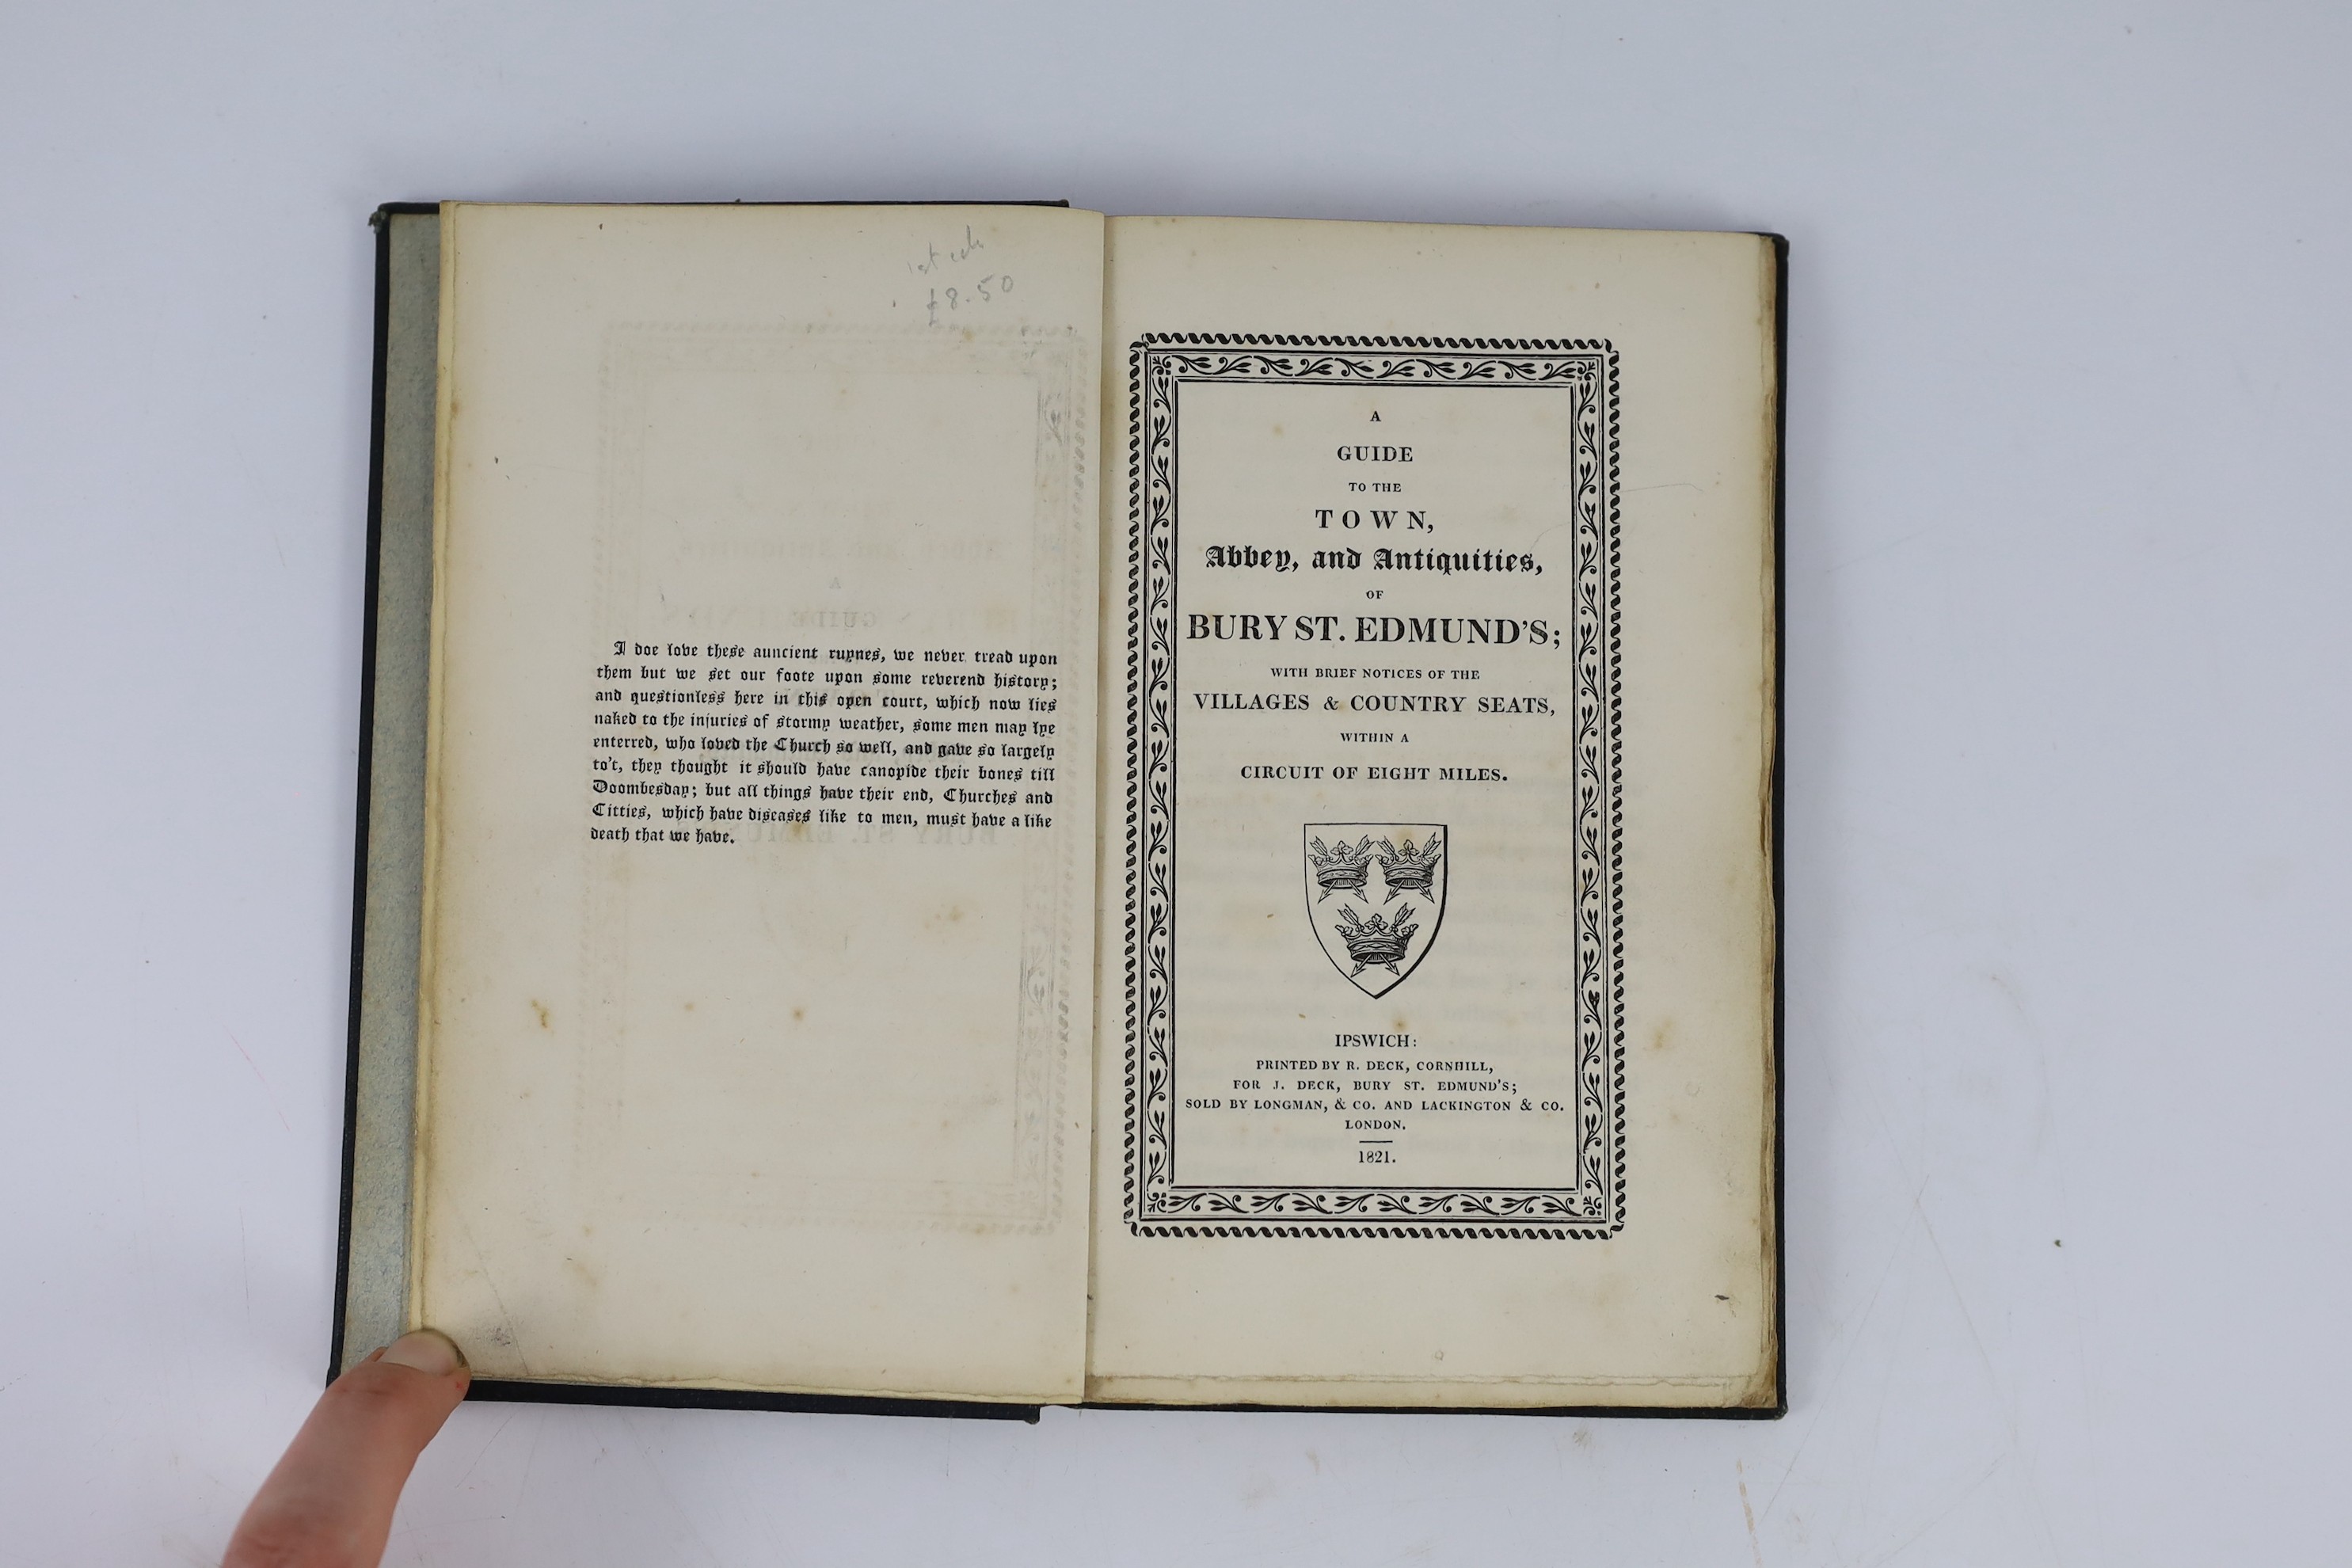 1st edn
£8.50
I doe love these auncient ruynes, we never tread upon
them but we set our foote upon some reverend history;
and questionless here in this open court, which now lies
naked to the injuries of stormy weather, some men may lye
enterred, who loved the Church so well, and gave so largely
to't, they thought it should have canopide their bones till
Doombesday; but all things have their end, Churches and
Citties, which have diseases like to men, must have a like
death that we have.
A
GUIDE
TO THE
TOWN,
Abbey, and Antiquities,
OF
BURY ST. EDMUND'S;
WITH BRIEF NOTICES OF THE
VILLAGES & COUNTRY SEATS,
WITHIN A
CIRCUIT OF EIGHT MILES.
IPSWICH:
PRINTED BY R. DECK, CORNHILL,
FOR J. DECK, BURY ST. EDMUND'S;
SOLD BY LONGMAN, & CO. AND LACKINGTON & CO.
LONDON.
1821.